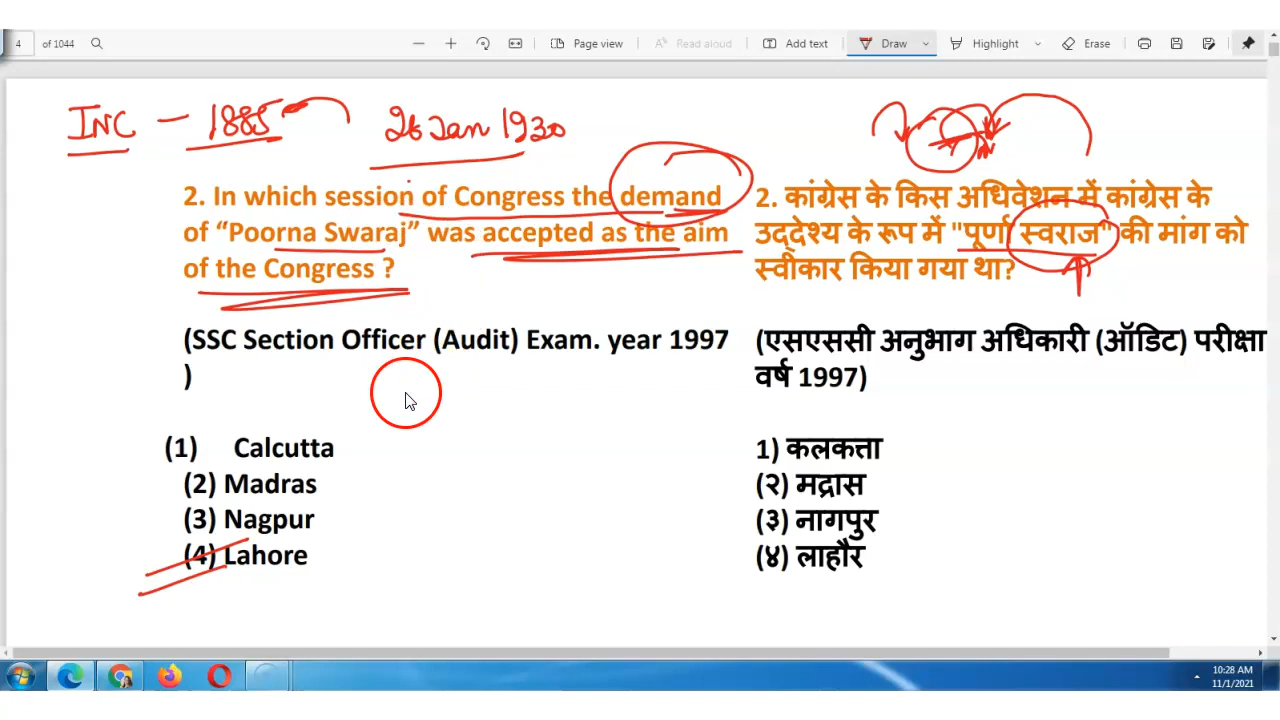 4 of 1044 Page view Read aloud Add text Draw Highlight Erase
INC - 1885 26 Jan 1930
2. In which session of Congress the demand
of “Poorna Swaraj” was accepted as the aim
of the Congress ?
(SSC Section Officer (Audit) Exam. year 1997
)
(1) Calcutta
(2) Madras
(3) Nagpur
(4) Lahore
2. कांग्रेस के किस अधिवेशन में कांग्रेस के
उद्देश्य के रूप में "पूर्ण स्वराज" की मांग को
स्वीकार किया गया था?
(एसएससी अनुभाग अधिकारी (ऑडिट) परीक्षा
वर्ष 1997)
1) कलकत्ता
(२) मद्रास
(३) नागपुर
(४) लाहौर
10:28 AM
11/1/2021